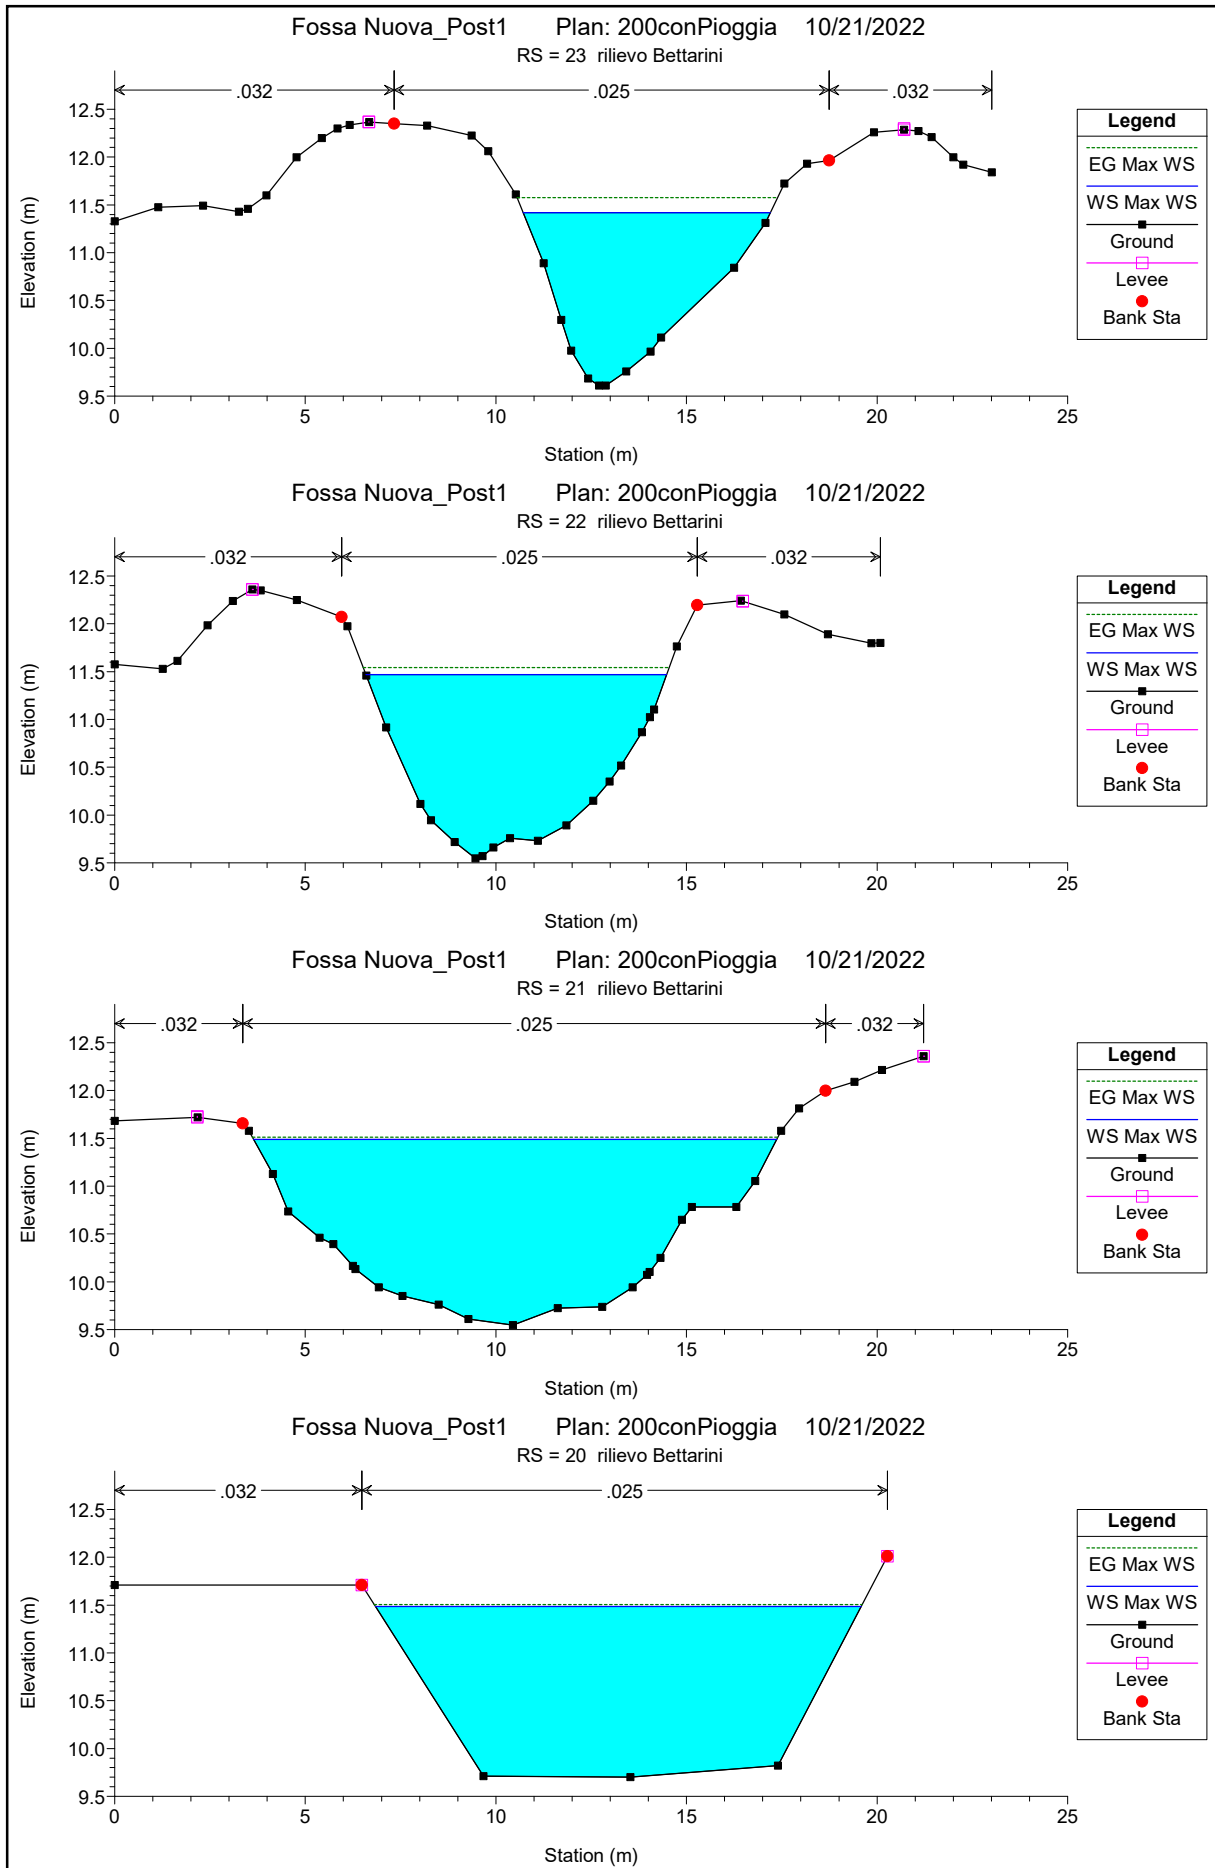 Fossa Nuova_Post1 Plan: 200conPioggia 10/21/2022
RS = 23 rilievo Bettarini
.032 .025 .032
12.5
12.0
11.5
11.0
10.5
10.0
9.5
Elevation (m)
0 5 10 15 20 25
Station (m)
Legend
EG Max WS
WS Max WS
Ground
Levee
Bank Sta
Fossa Nuova_Post1 Plan: 200conPioggia 10/21/2022
RS = 22 rilievo Bettarini
.032 .025 .032
12.5
12.0
11.5
11.0
10.5
10.0
9.5
Elevation (m)
0 5 10 15 20 25
Station (m)
Legend
EG Max WS
WS Max WS
Ground
Levee
Bank Sta
Fossa Nuova_Post1 Plan: 200conPioggia 10/21/2022
RS = 21 rilievo Bettarini
.032 .025 .032
12.5
12.0
11.5
11.0
10.5
10.0
9.5
Elevation (m)
0 5 10 15 20 25
Station (m)
Legend
EG Max WS
WS Max WS
Ground
Levee
Bank Sta
Fossa Nuova_Post1 Plan: 200conPioggia 10/21/2022
RS = 20 rilievo Bettarini
.032 .025
12.5
12.0
11.5
11.0
10.5
10.0
9.5
Elevation (m)
0 5 10 15 20 25
Station (m)
Legend
EG Max WS
WS Max WS
Ground
Levee
Bank Sta